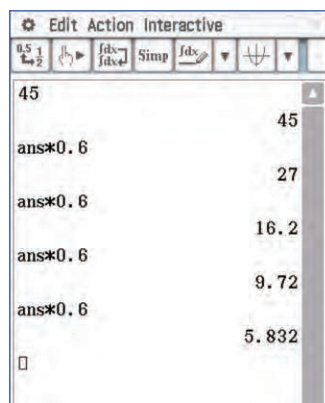 Edit Action Interactive
0.5 1 2 ∫dx ∫dx Simp ∫dx
45
45
ans*0.6
27
ans*0.6
16.2
ans*0.6
9.72
ans*0.6
5.832